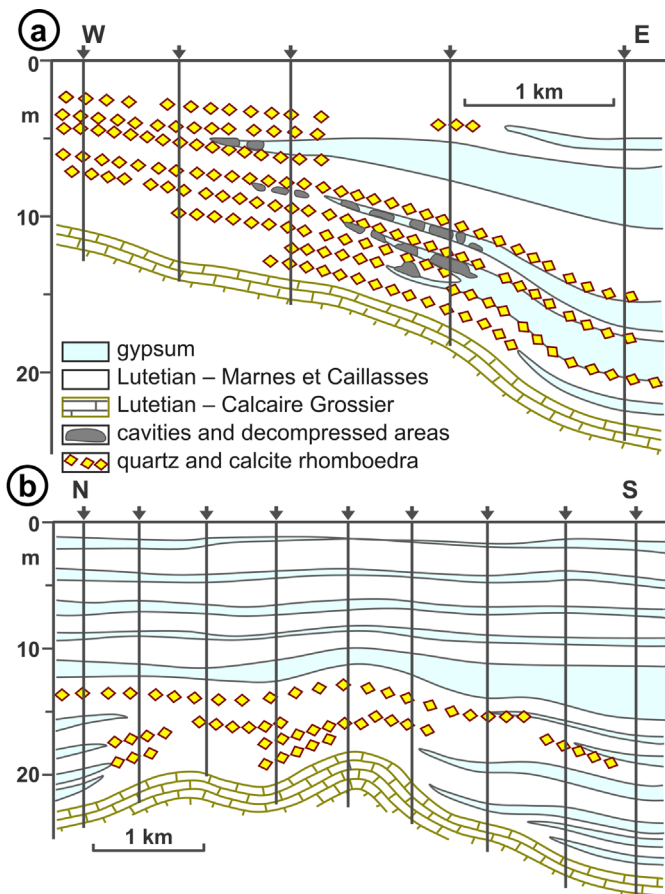 a
W
E
0
m
1 km
10
20
gypsum
Lutetian – Marnes et Caillasses
Lutetian – Calcaire Grossier
cavities and decompressed areas
quartz and calcite rhomboedra
b
N
S
0
m
10
20
1 km